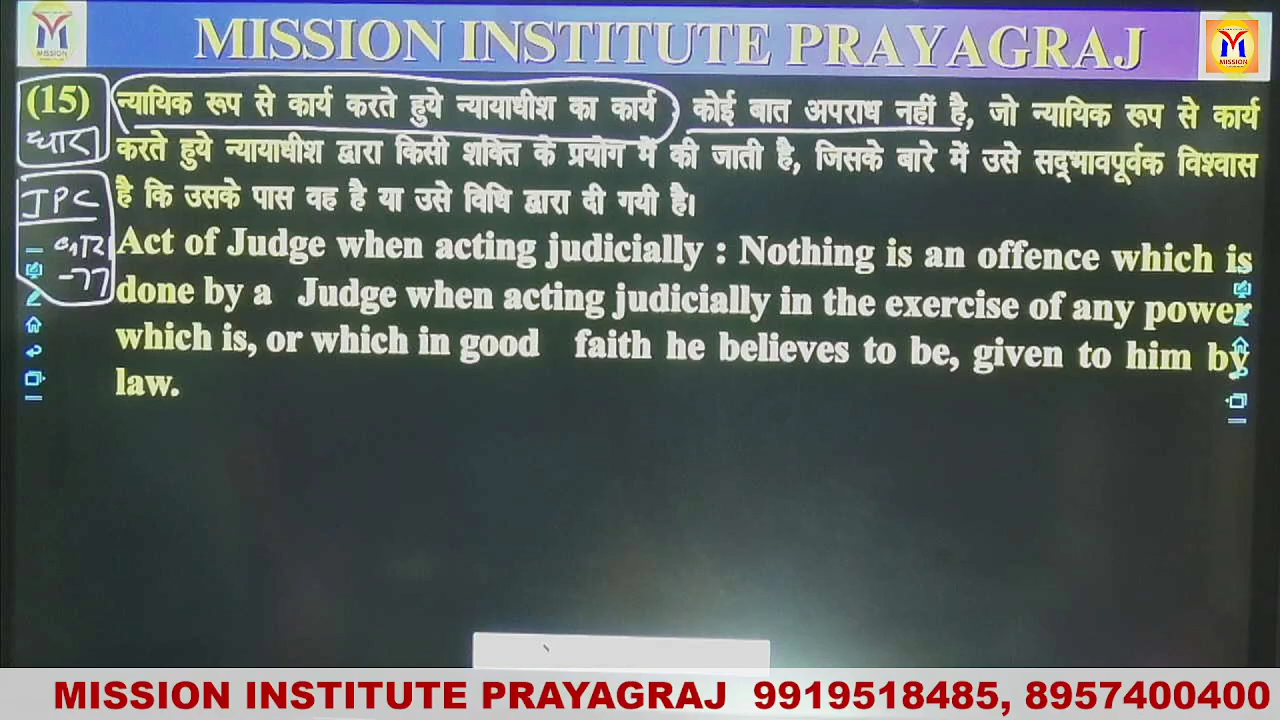 MISSION INSTITUTE PRAYAGRAJ
MISSION
MISSION
(15) न्यायिक रूप से कार्य करते हुये न्यायाधीश का कार्य : कोई बात अपराध नहीं है, जो न्यायिक रूप से कार्य
धारा
करते हुये न्यायाधीश द्वारा किसी शक्ति के प्रयोग में की जाती है, जिसके बारे में उसे सद्भावपूर्वक विश्वास
IPC
है कि उसके पास वह है या उसे विधि द्वारा दी गयी है।
धारा
-77
Act of Judge when acting judicially : Nothing is an offence which is
done by a Judge when acting judicially in the exercise of any power
which is, or which in good faith he believes to be, given to him by
law.
MISSION INSTITUTE PRAYAGRAJ 9919518485, 8957400400